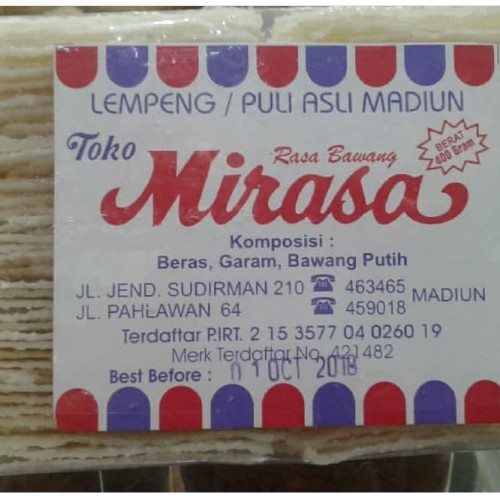 LEMPENG / PULI ASLI MADIUN
Toko
Rasa Bawang
Mirasa
BERAT
400 Gram
Komposisi :
Beras, Garam, Bawang Putih
JL. JEND. SUDIRMAN 210 ☎ 463465
JL. PAHLAWAN 64 ☎ 459018
MADIUN
Terdaftar P.IRT. 2 15 3577 04 0260 19
Merk Terdaftar No. 421482
Best Before : 01 OCT 2018